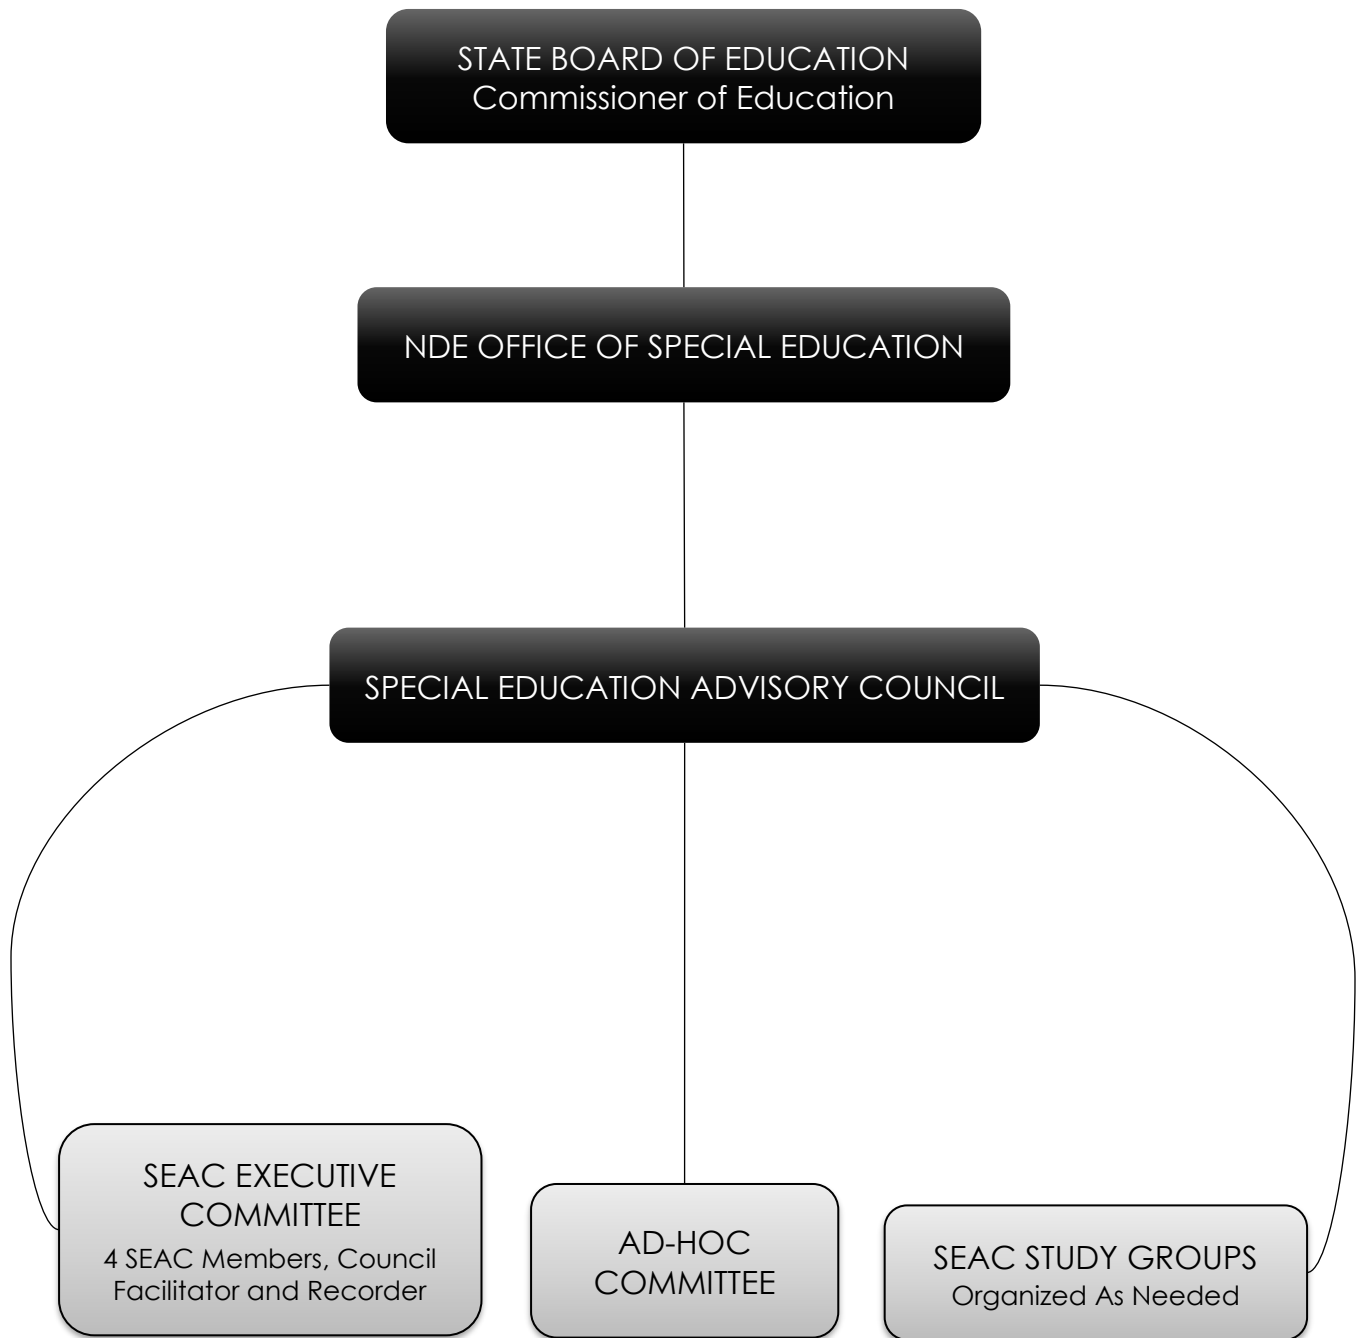 STATE BOARD OF EDUCATION
Commissioner of Education
NDE OFFICE OF SPECIAL EDUCATION
SPECIAL EDUCATION ADVISORY COUNCIL
SEAC EXECUTIVE
COMMITTEE
4 SEAC Members, Council
Facilitator and Recorder
AD-HOC
COMMITTEE
SEAC STUDY GROUPS
Organized As Needed